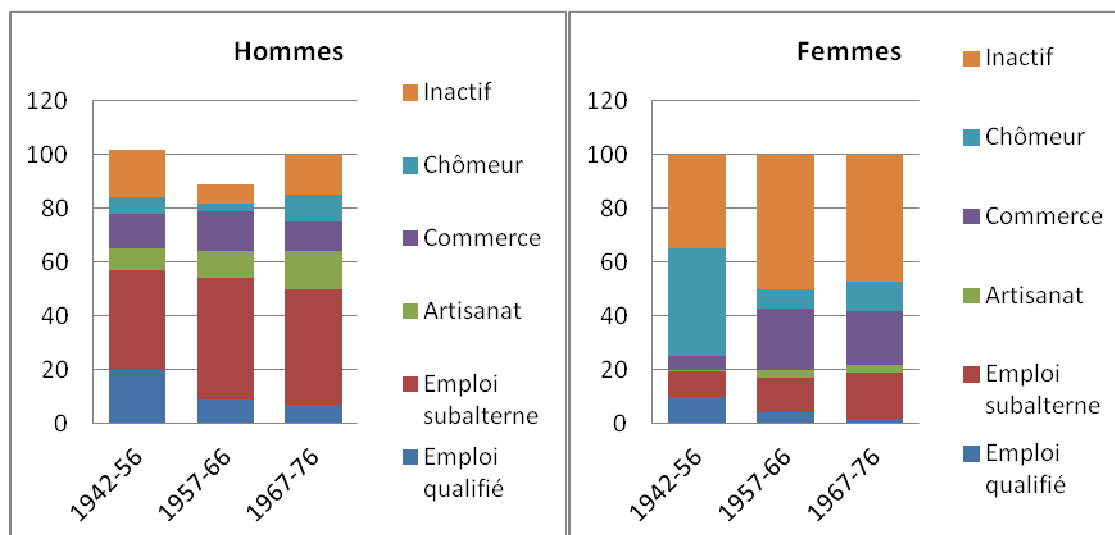 Hommes
120
100
80
60
40
20
0
1942-56
1957-66
1967-76
Inactif
Chômeur
Commerce
Artisanat
Emploi
subalterne
Emploi
qualifié
Femmes
120
100
80
60
40
20
0
1942-56
1957-66
1967-76
Inactif
Chômeur
Commerce
Artisanat
Emploi
subalterne
Emploi
qualifié